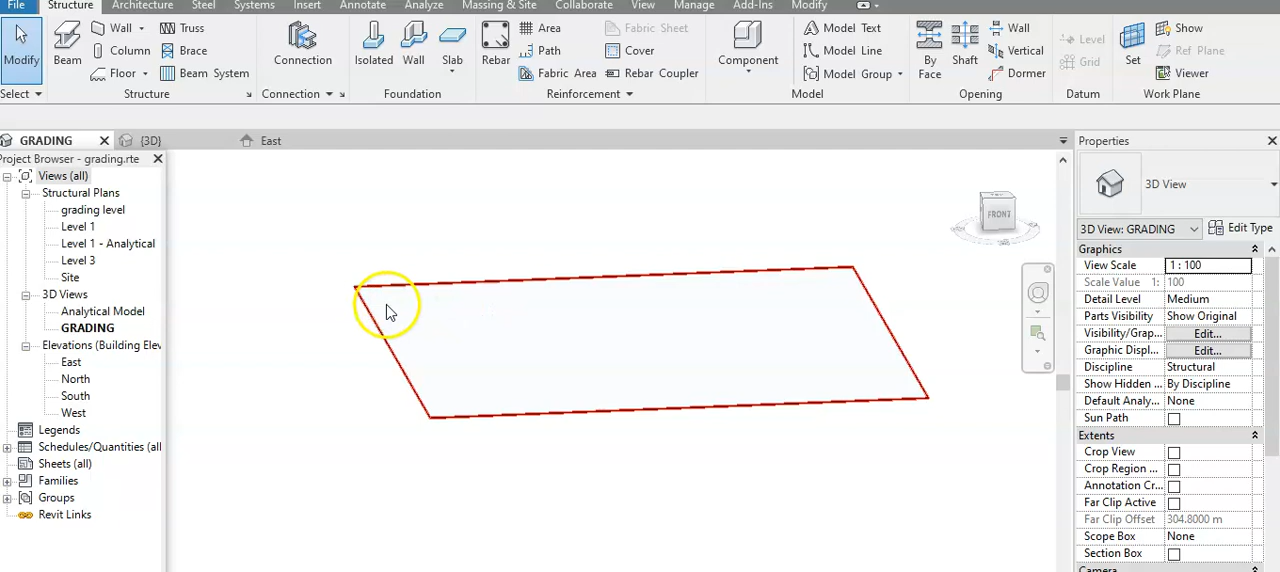 File Structure Architecture Steel Systems Insert Annotate Analyze Massing & Site Collaborate View Manage Add-Ins Modify
Modify
Select
Beam
Wall
Column
Floor
Truss
Brace
Beam System
Structure
Connection
Connection
Isolated
Wall
Slab
Foundation
Rebar
Area
Path
Fabric Area
Fabric Sheet
Cover
Rebar Coupler
Reinforcement
Component
Model Text
Model Line
Model Group
Model
By
Face
Shaft
Wall
Vertical
Dormer
Opening
Level
Grid
Datum
Set
Show
Ref Plane
Viewer
Work Plane
GRADING
{3D}
East
Project Browser - grading.rte
Views (all)
Structural Plans
grading level
Level 1
Level 1 - Analytical
Level 3
Site
3D Views
Analytical Model
GRADING
Elevations (Building Elev
East
North
South
West
Legends
Schedules/Quantities (all
Sheets (all)
Families
Groups
Revit Links
FRONT
Properties
3D View
3D View: GRADING
Edit Type
Graphics
View Scale 1 : 100
Scale Value 1: 100
Detail Level Medium
Parts Visibility Show Original
Visibility/Grap... Edit...
Graphic Displ... Edit...
Discipline Structural
Show Hidden ... By Discipline
Default Analy... None
Sun Path
Extents
Crop View
Crop Region ...
Annotation Cr...
Far Clip Active
Far Clip Offset 304.8000 m
Scope Box None
Section Box
Camera